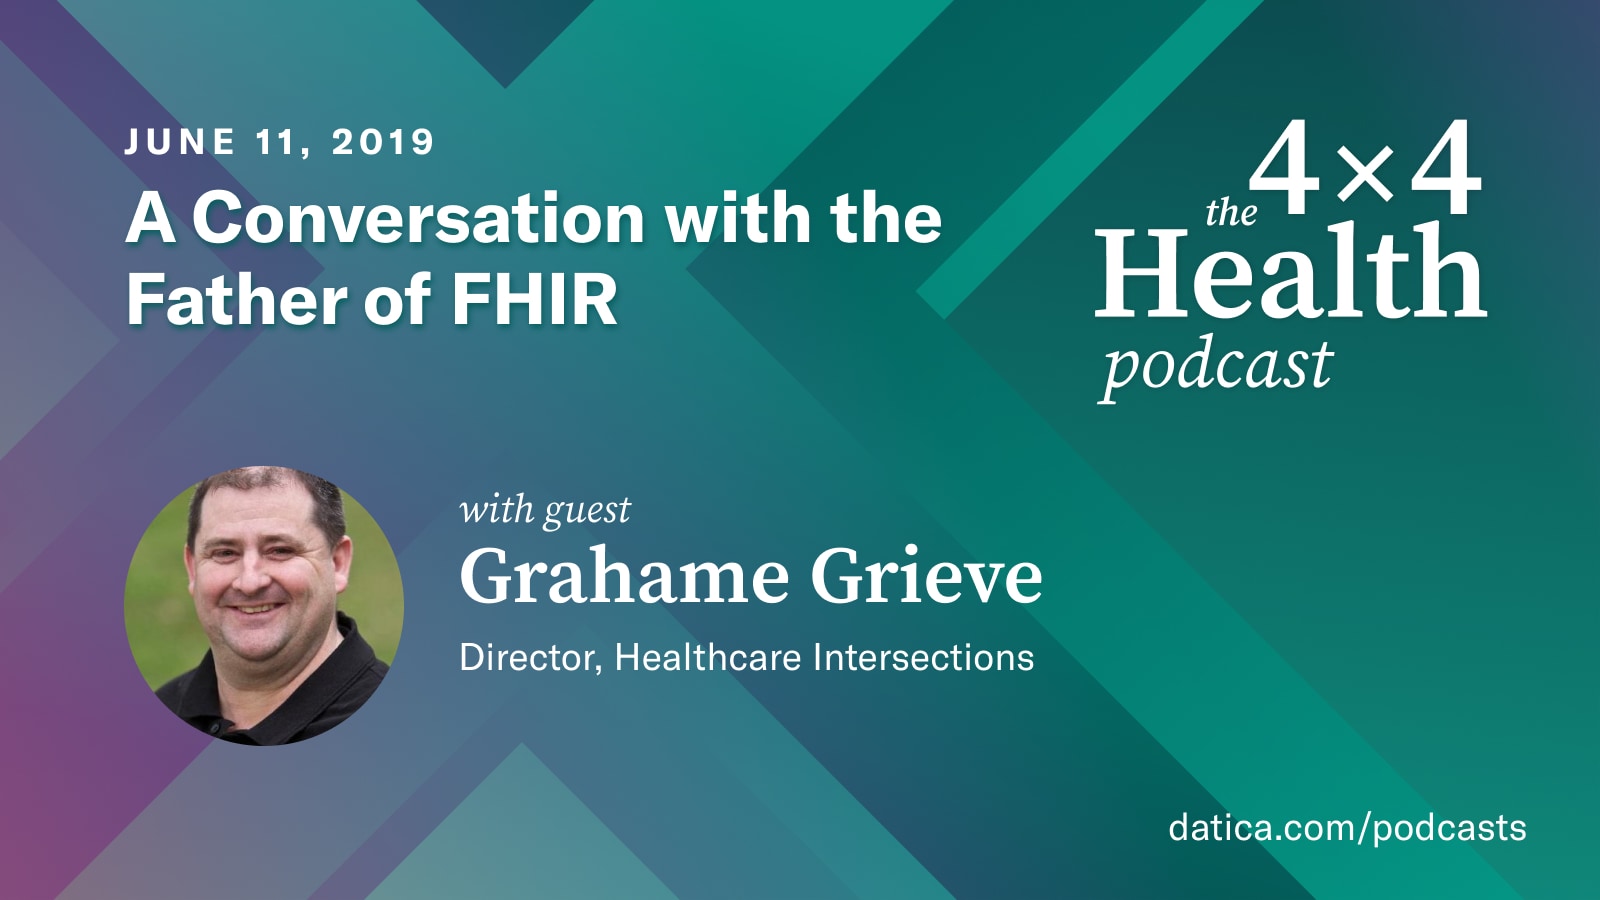 JUNE 11, 2019
A Conversation with the
Father of FHIR
the 4×4
Health
podcast
with guest
Grahame Grieve
Director, Healthcare Intersections
datica.com/podcasts